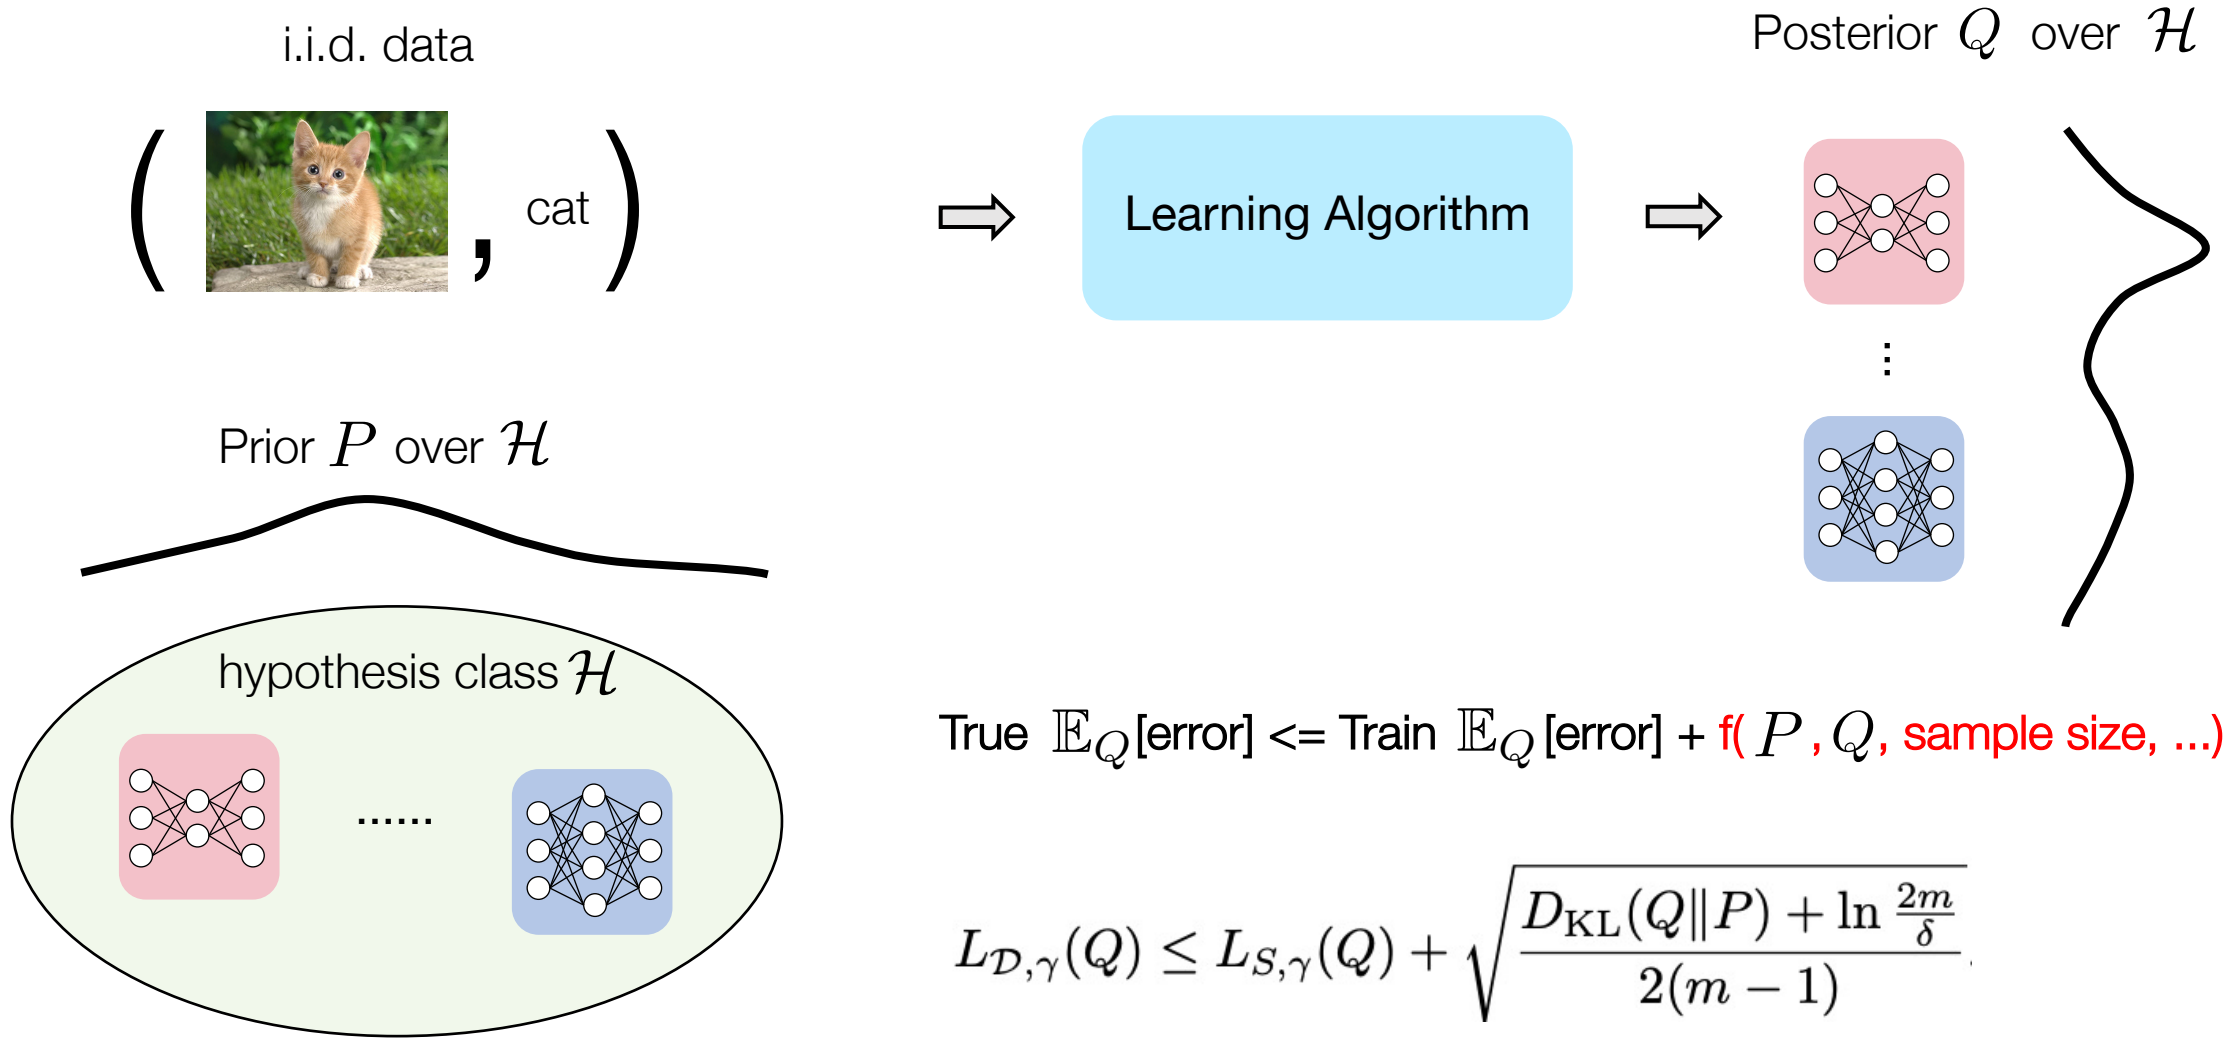 i.i.d. data
( , cat )
Learning Algorithm
Posterior Q over ℋ
⋮
Prior P over ℋ
hypothesis class ℋ
......
True 𝔼_Q [error] <= Train 𝔼_Q [error] + f( P , Q , sample size, ...)
L_{𝒟,γ}(Q) ≤ L_{S,γ}(Q) + √((D_KL(Q‖P) + ln (2m/δ)) / (2(m − 1))).